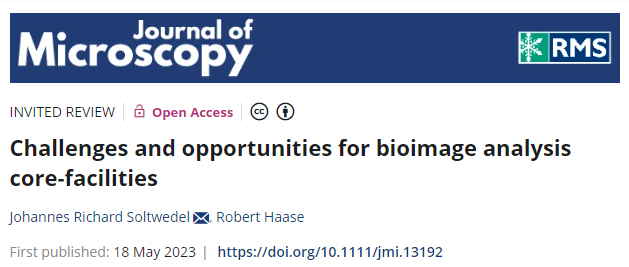 Journal of
Microscopy
RMS
INVITED REVIEW
Open Access
cc
Challenges and opportunities for bioimage analysis
core-facilities
Johannes Richard Soltwedel, Robert Haase
First published: 18 May 2023 | https://doi.org/10.1111/jmi.13192